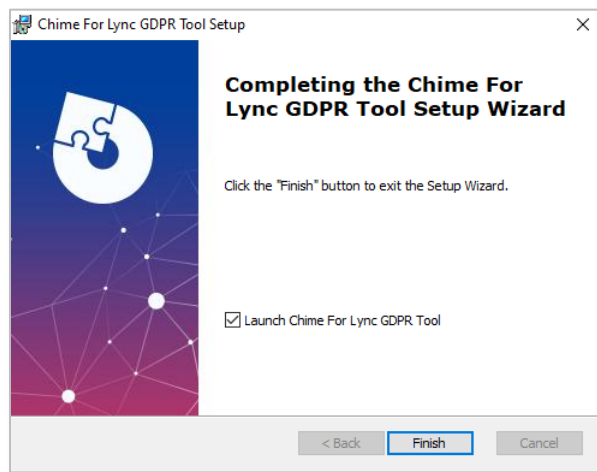 Chime For Lync GDPR Tool Setup
Completing the Chime For
Lync GDPR Tool Setup Wizard
Click the "Finish" button to exit the Setup Wizard.
Launch Chime For Lync GDPR Tool
< Back Finish Cancel